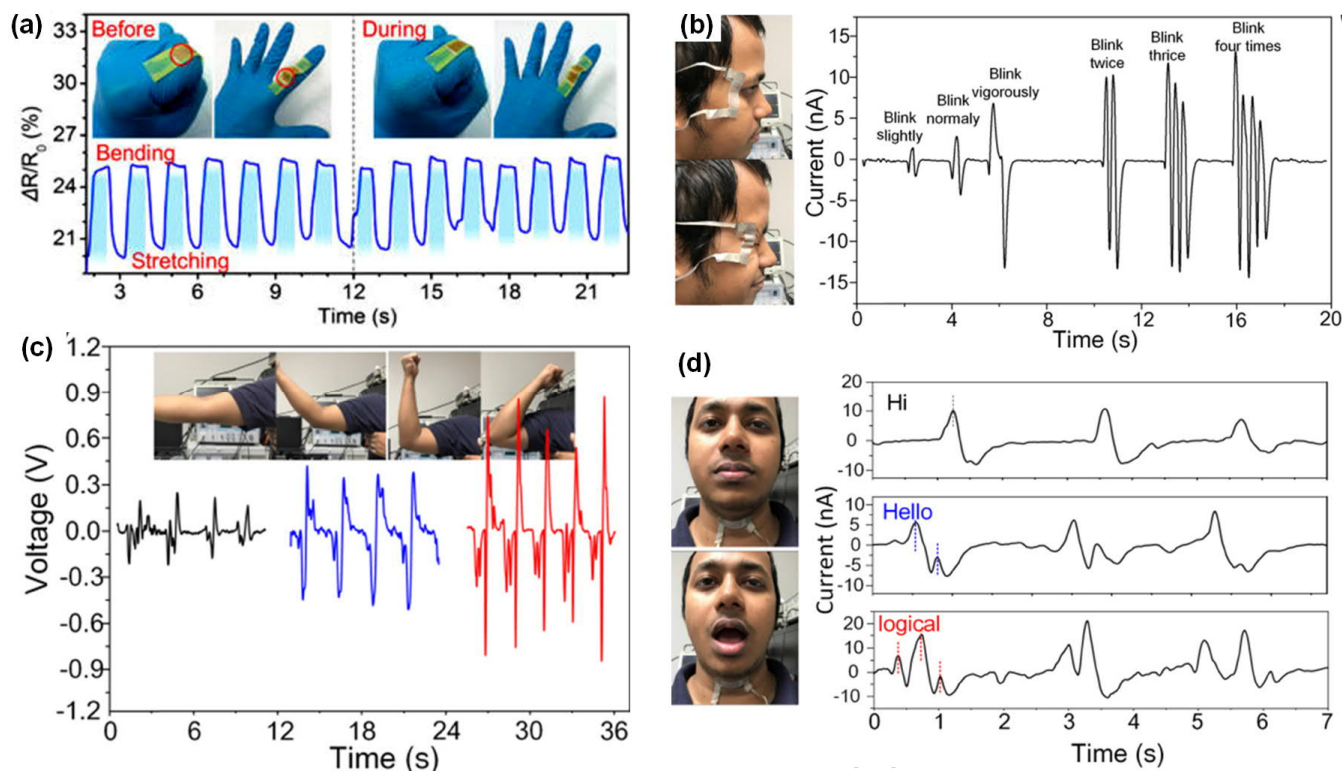 (a)
33
30
27
24
21
ΔR/R0 (%)
Before
During
Bending
Stretching
3 6 9 12 15 18 21
Time (s)
(b)
15
10
5
0
-5
-10
-15
Current (nA)
Blink
slightly
Blink
normaly
Blink
vigorously
Blink
twice
Blink
thrice
Blink
four times
0 4 8 12 16 20
Time (s)
(c)
1.2
0.9
0.6
0.3
0.0
-0.3
-0.6
-0.9
-1.2
Voltage (V)
0 6 12 18 24 30 36
Time (s)
(d)
Current (nA)
20
10
0
-10
Hi
10
5
0
-5
-10
Hello
20
10
0
-10
logical
0 1 2 3 4 5 6 7
Time (s)